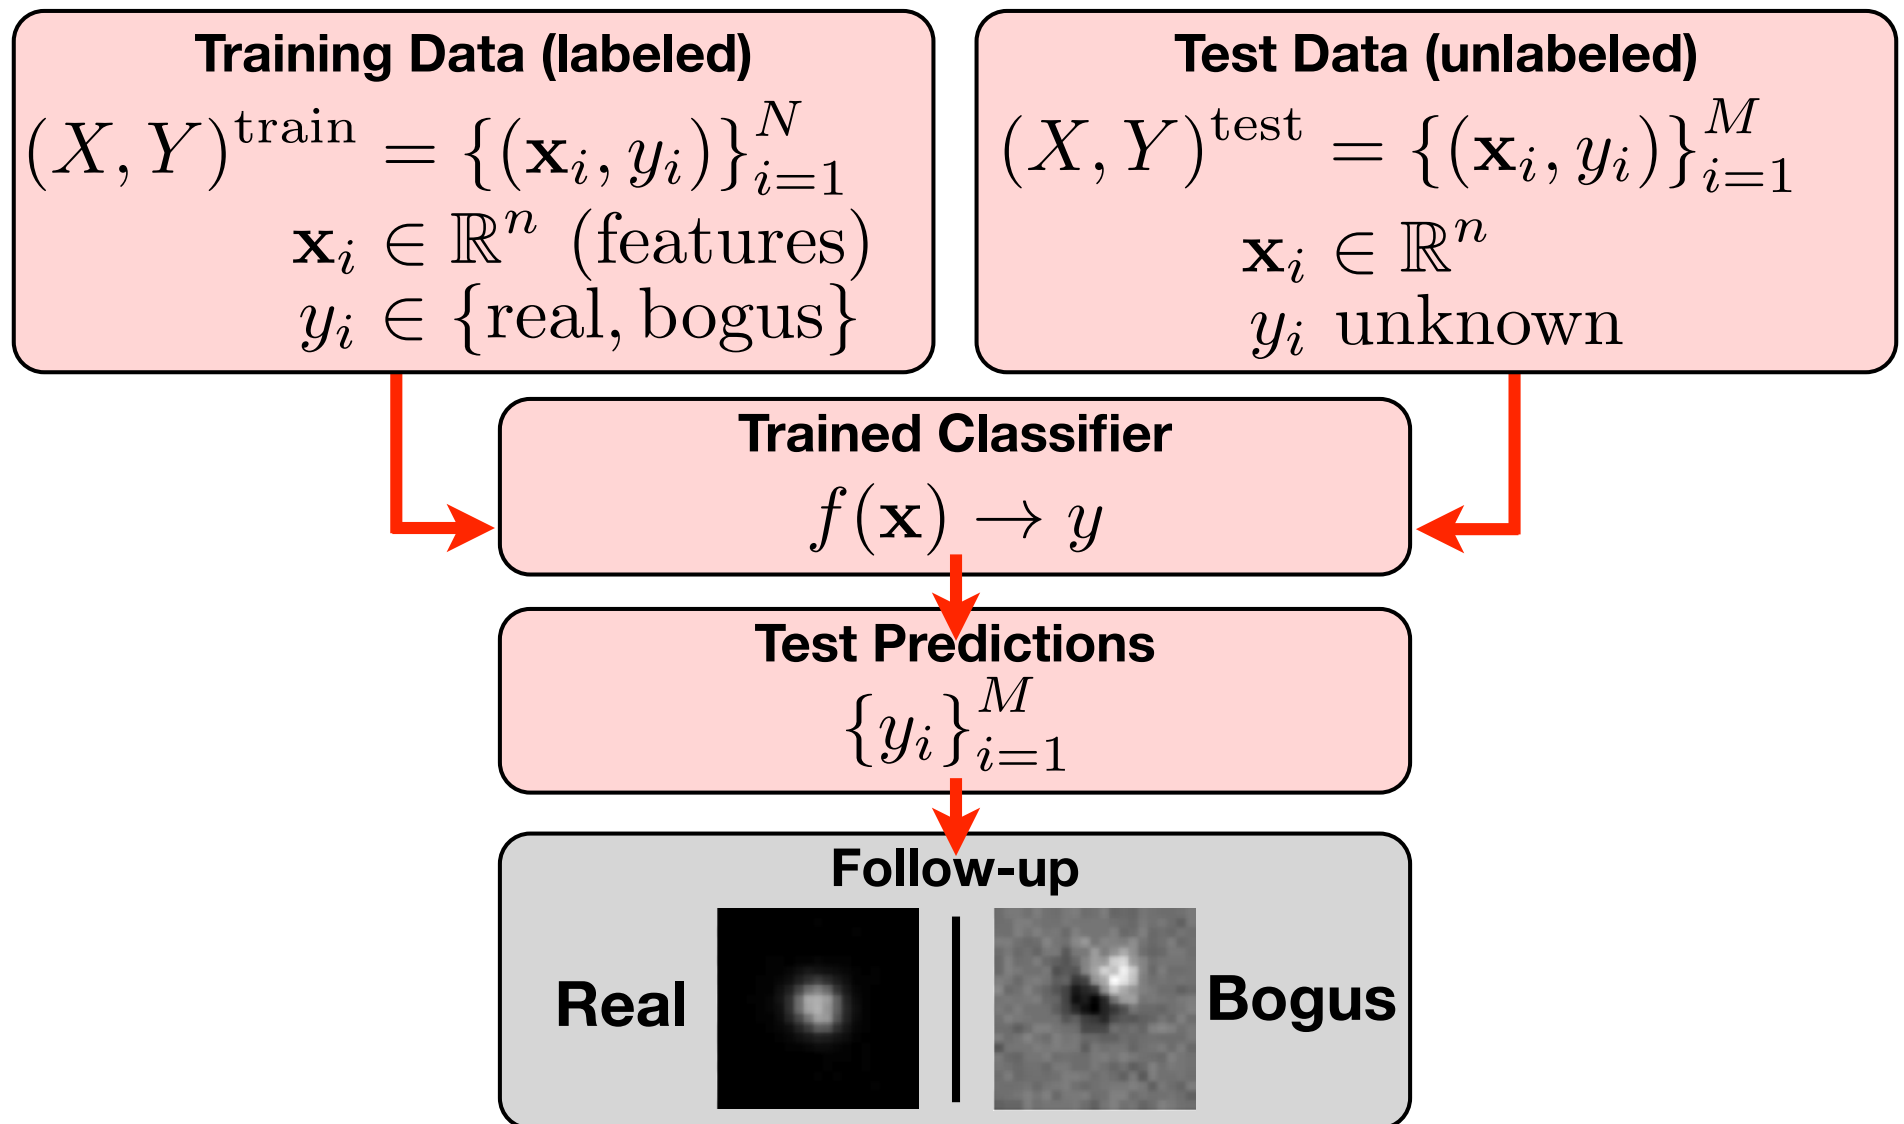 Training Data (labeled)
(X, Y)^train = {(x_i, y_i)}_{i=1}^N
x_i ∈ ℝ^n (features)
y_i ∈ {real, bogus}
Test Data (unlabeled)
(X, Y)^test = {(x_i, y_i)}_{i=1}^M
x_i ∈ ℝ^n
y_i unknown
Trained Classifier
f(x) → y
Test Predictions
{y_i}_{i=1}^M
Follow-up
Real
Bogus